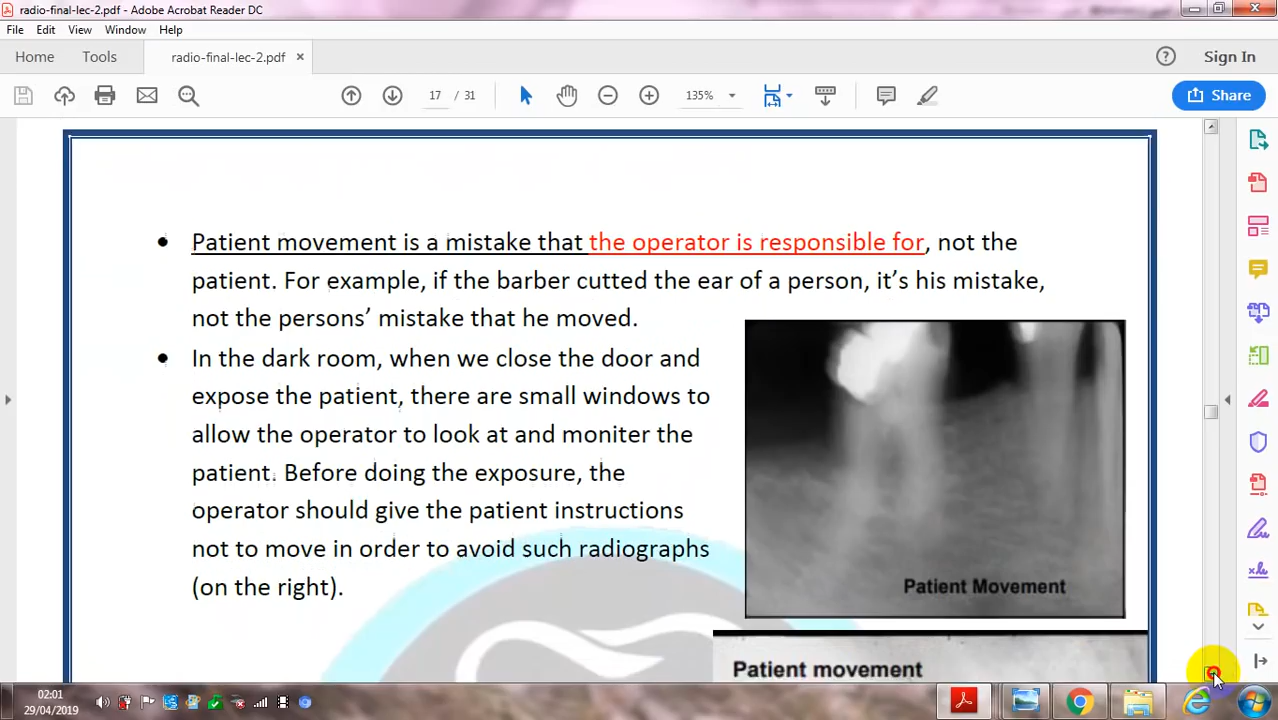 radio-final-lec-2.pdf - Adobe Acrobat Reader DC
File Edit View Window Help
Home Tools radio-final-lec-2.pdf × Sign In
17 / 31 135% Share
• Patient movement is a mistake that the operator is responsible for, not the
patient. For example, if the barber cutted the ear of a person, it’s his mistake,
not the persons’ mistake that he moved.
• In the dark room, when we close the door and
expose the patient, there are small windows to
allow the operator to look at and moniter the
patient. Before doing the exposure, the
operator should give the patient instructions
not to move in order to avoid such radiographs
(on the right).
Patient Movement
Patient movement
02:01
29/04/2019